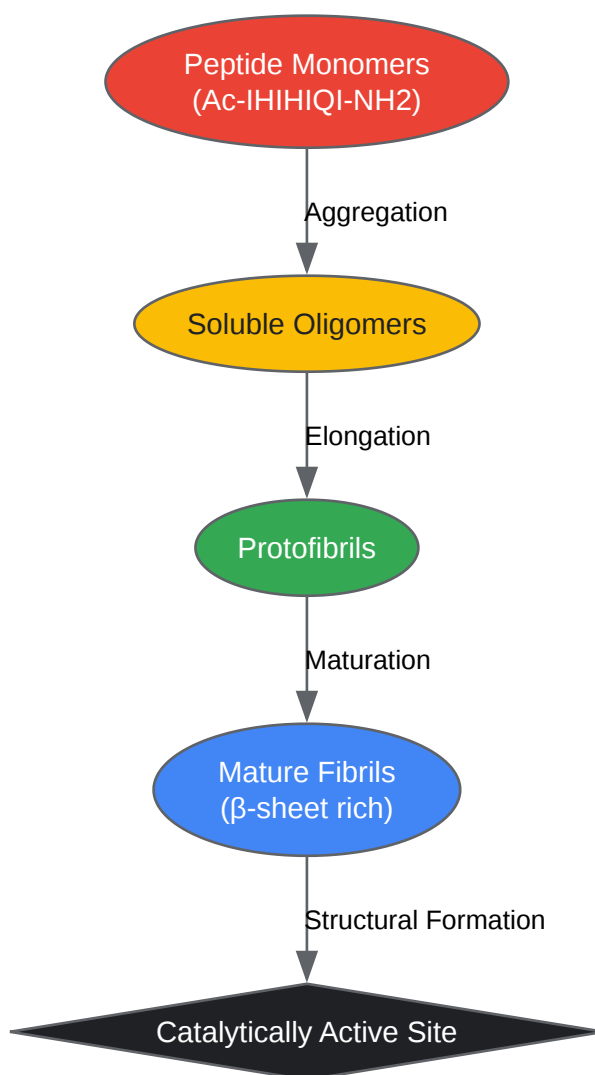 Peptide Monomers
(Ac-IHIHIQI-NH2)
Aggregation
Soluble Oligomers
Elongation
Protofibrils
Maturation
Mature Fibrils
(β-sheet rich)
Structural Formation
Catalytically Active Site